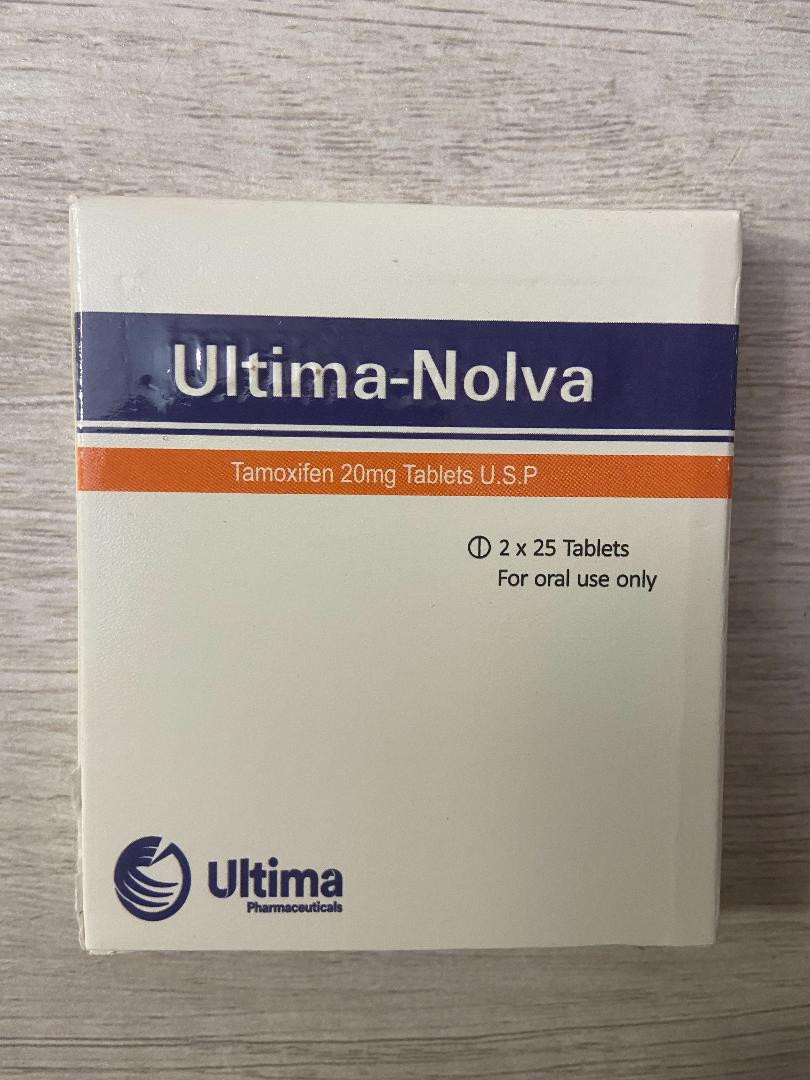 Ultima-Nolva
Tamoxifen 20mg Tablets U.S.P
2 x 25 Tablets
For oral use only
Ultima
Pharmaceuticals